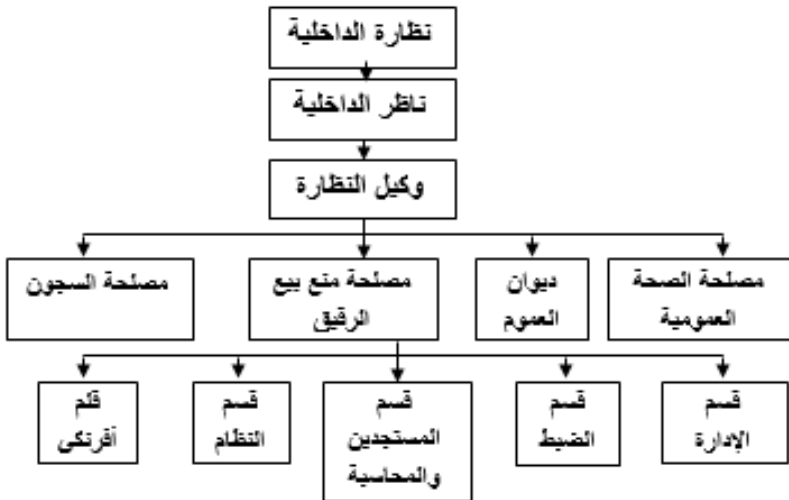 نظارة الداخلية
ناظر الداخلية
وكيل النظارة
مصلحة الصحة
العمومية
ديوان
العموم
مصلحة منع بيع
الرقيق
مصلحة السجون
قسم
الإدارة
قسم
الضبط
قسم
المستجدين
والمحاسبة
قسم
النظام
قلم
أفرنكى